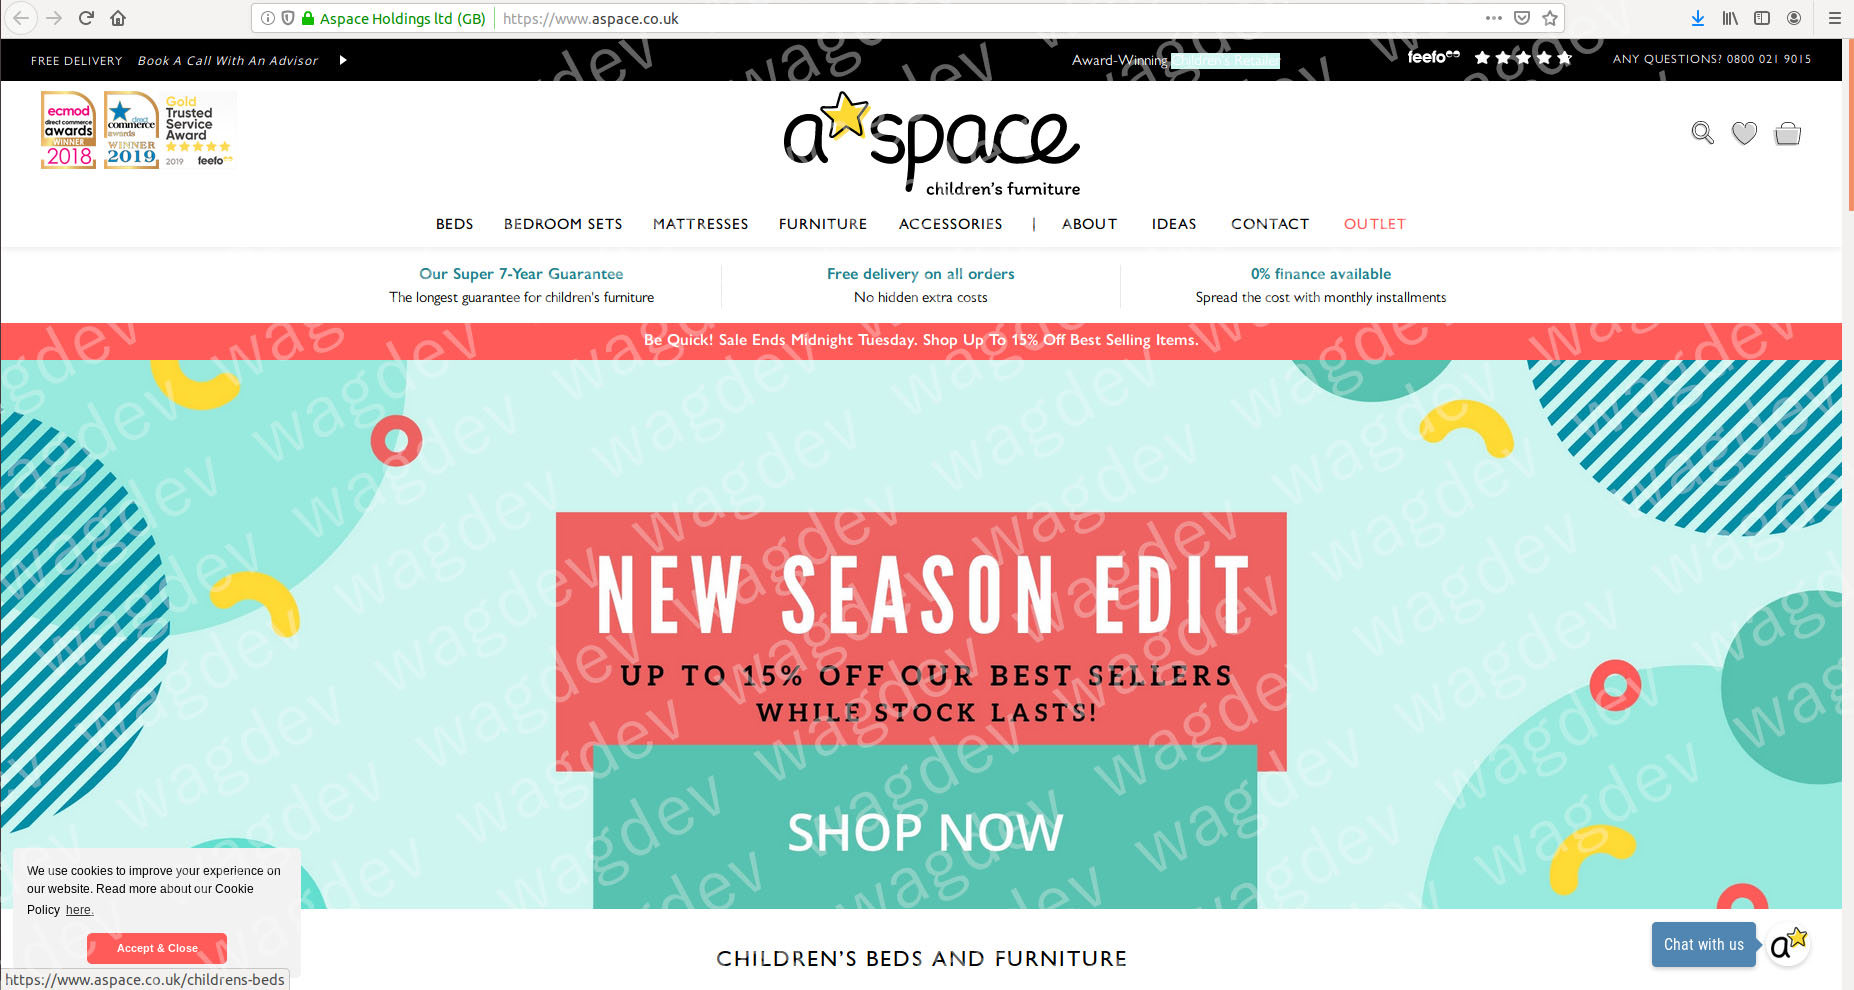 Aspace Holdings ltd (GB) https://www.aspace.co.uk
FREE DELIVERY Book A Call With An Advisor Award-Winning Children's Retailer feefo ANY QUESTIONS? 0800 021 9015
ecmod
direct commerce
awards
WINNER
2018
direct
commerce
awards
WINNER
2019
Gold
Trusted
Service
Award
2019 feefo
a space
children's furniture
BEDS BEDROOM SETS MATTRESSES FURNITURE ACCESSORIES | ABOUT IDEAS CONTACT OUTLET
Our Super 7-Year Guarantee
The longest guarantee for children's furniture
Free delivery on all orders
No hidden extra costs
0% finance available
Spread the cost with monthly installments
Be Quick! Sale Ends Midnight Tuesday. Shop Up To 15% Off Best Selling Items.
NEW SEASON EDIT
UP TO 15% OFF OUR BEST SELLERS
WHILE STOCK LASTS!
SHOP NOW
We use cookies to improve your experience on
our website. Read more about our Cookie
Policy here.
Accept & Close
CHILDREN'S BEDS AND FURNITURE
Chat with us
a
https://www.aspace.co.uk/childrens-beds
wagdev